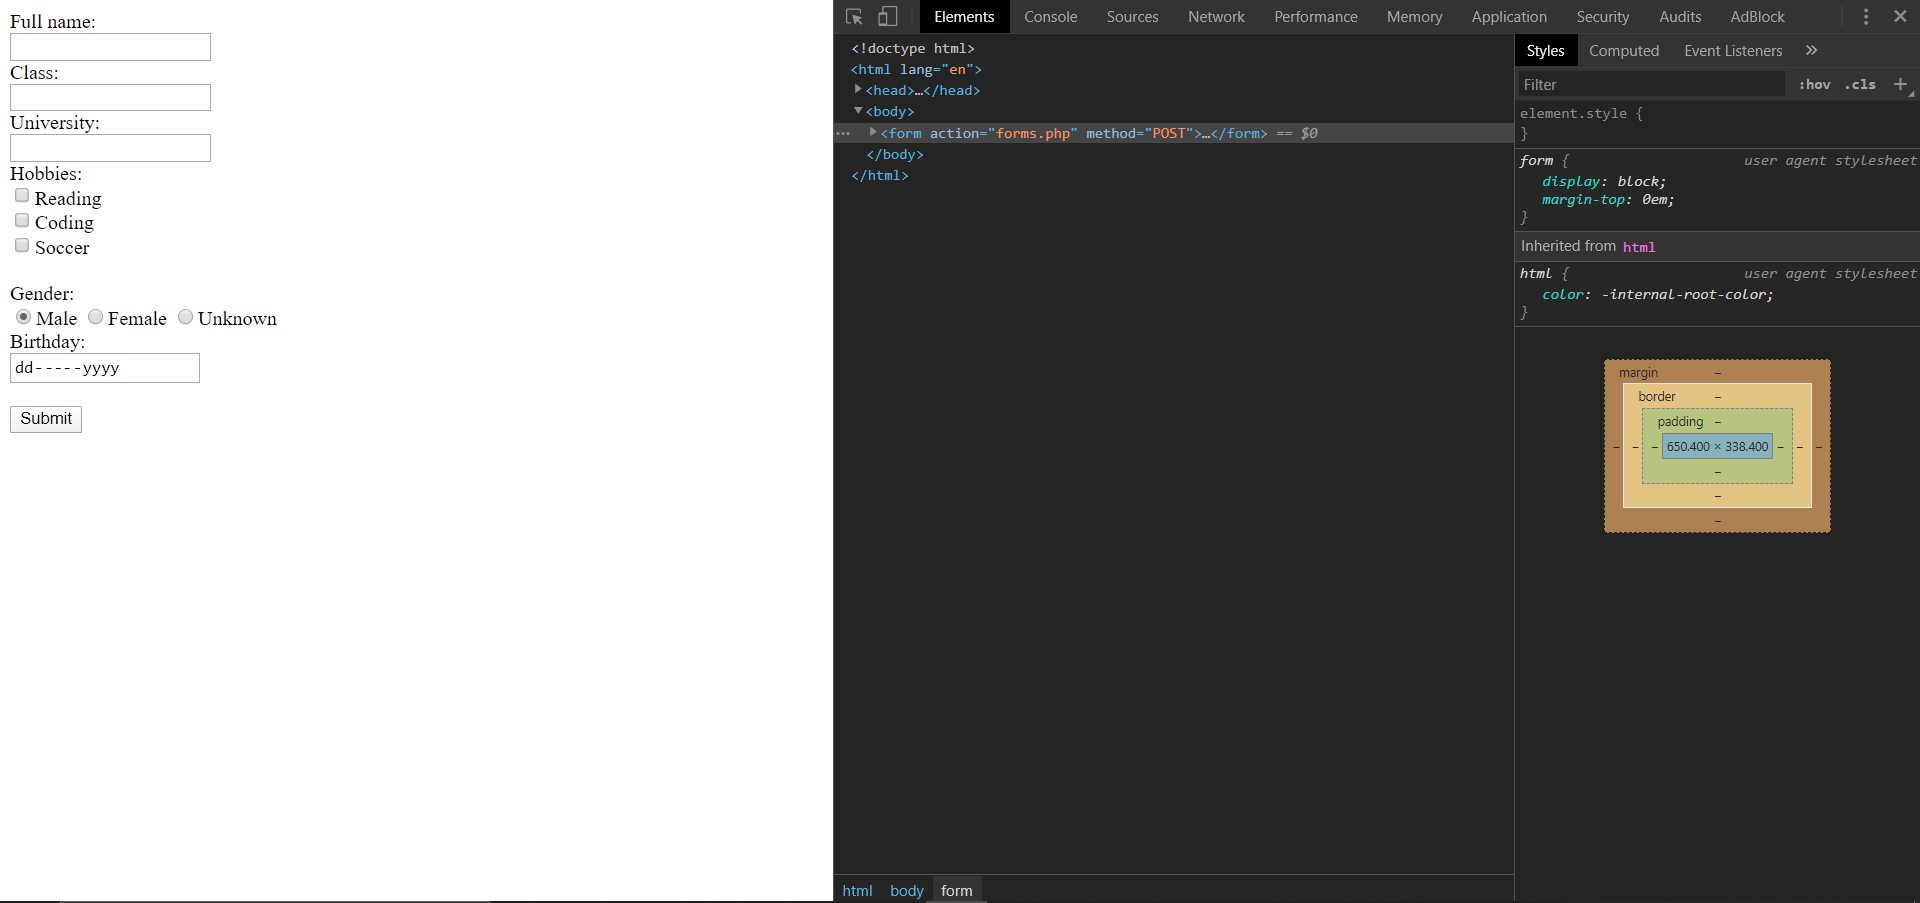 Full name:
Class:
University:
Hobbies:
Reading
Coding
Soccer
Gender:
Male Female Unknown
Birthday:
dd-----yyyy
Submit
Elements Console Sources Network Performance Memory Application Security Audits AdBlock
<!doctype html>
<html lang="en">
<head>…</head>
<body>
<form action="forms.php" method="POST">…</form> == $0
</body>
</html>
html body form
Styles Computed Event Listeners »
Filter :hov .cls +
element.style {
}
form { user agent stylesheet
display: block;
margin-top: 0em;
}
Inherited from html
html { user agent stylesheet
color: -internal-root-color;
}
margin –
border –
padding –
– – – 650.400 × 338.400 – – –
–
–
–